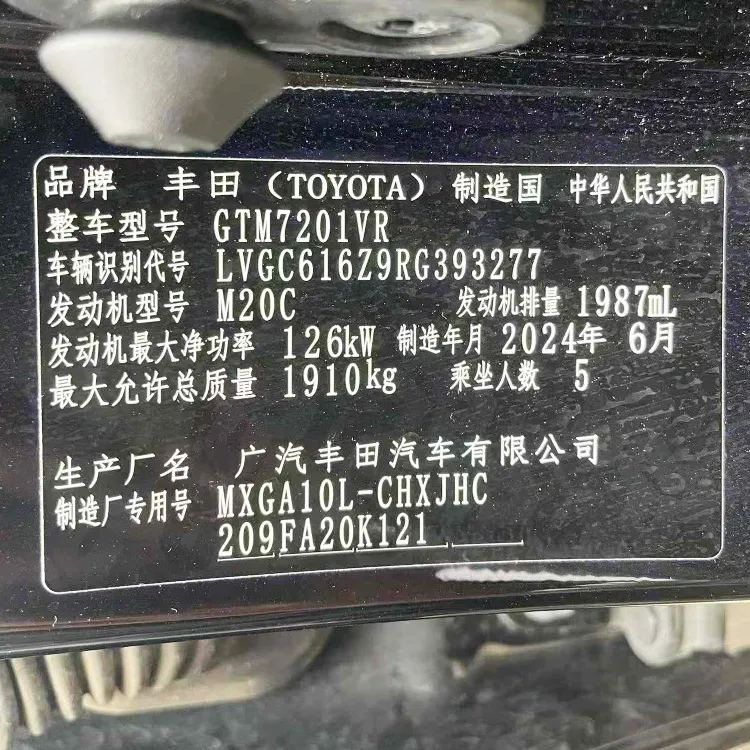 品牌 丰田（TOYOTA） 制造国 中华人民共和国
整车型号 GTM7201VR
车辆识别代号 LVGC616Z9RG393277
发动机型号 M20C 发动机排量 1987mL
发动机最大净功率 126kW 制造年月 2024年 6月
最大允许总质量 1910kg 乘坐人数 5
生产厂名 广汽丰田汽车有限公司
制造厂专用号 MXGA10L-CHXJHC
209FA20K121